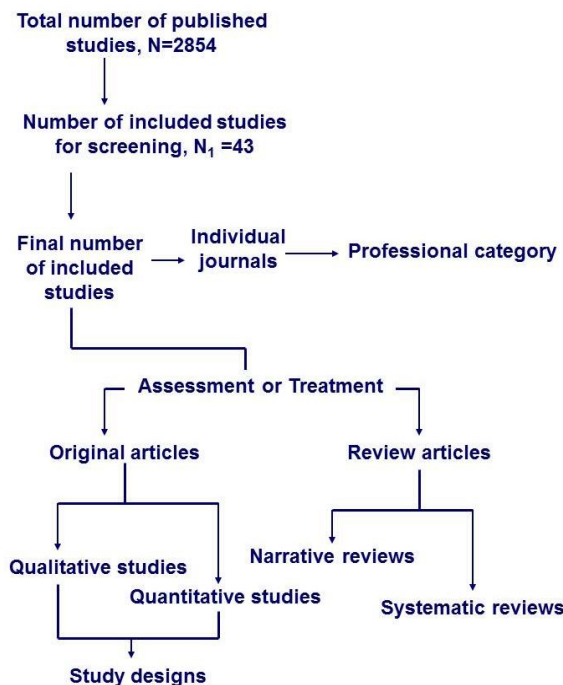 Total number of published
studies, N=2854
Number of included studies
for screening, N₁ =43
Final number
of included
studies
Individual
journals
Professional category
Assessment or Treatment
Original articles
Review articles
Qualitative studies
Quantitative studies
Narrative reviews
Systematic reviews
Study designs